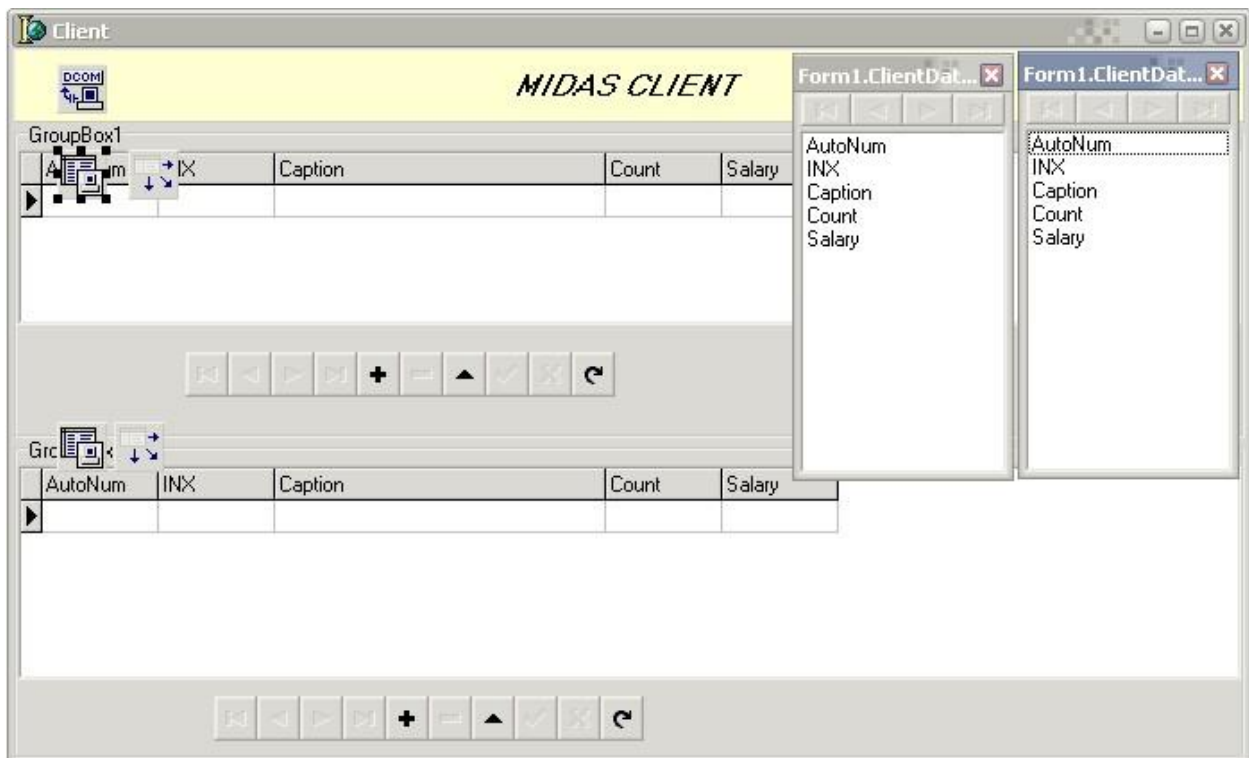 Client
DCOM
MIDAS CLIENT
Form1.ClientDat...
Form1.ClientDat...
GroupBox1
Caption
Count
Salary
AutoNum
INX
Caption
Count
Salary
AutoNum
INX
Caption
Count
Salary
AutoNum
INX
Caption
Count
Salary